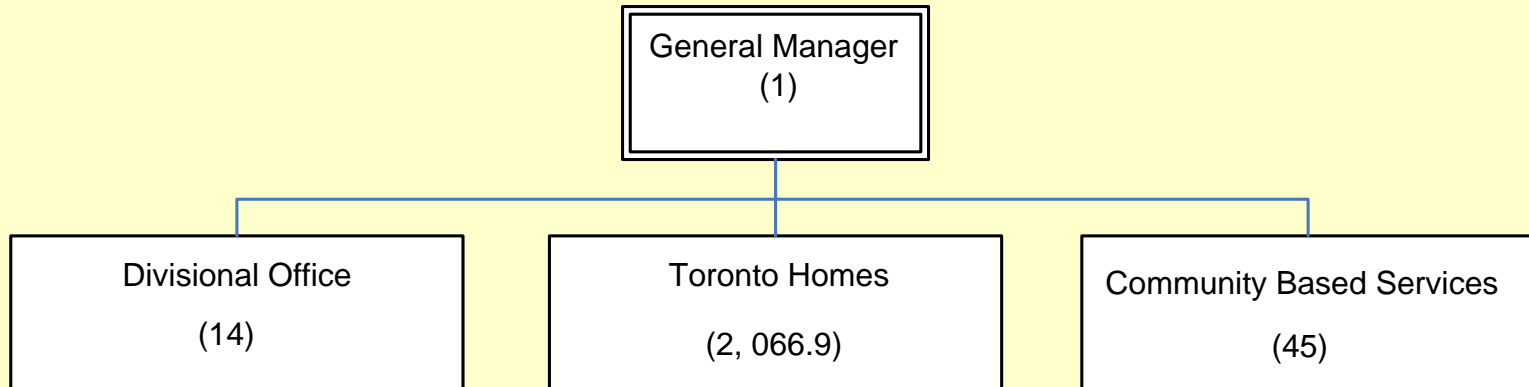 General Manager
(1)
Divisional Office
(14)
Toronto Homes
(2, 066.9)
Community Based Services
(45)